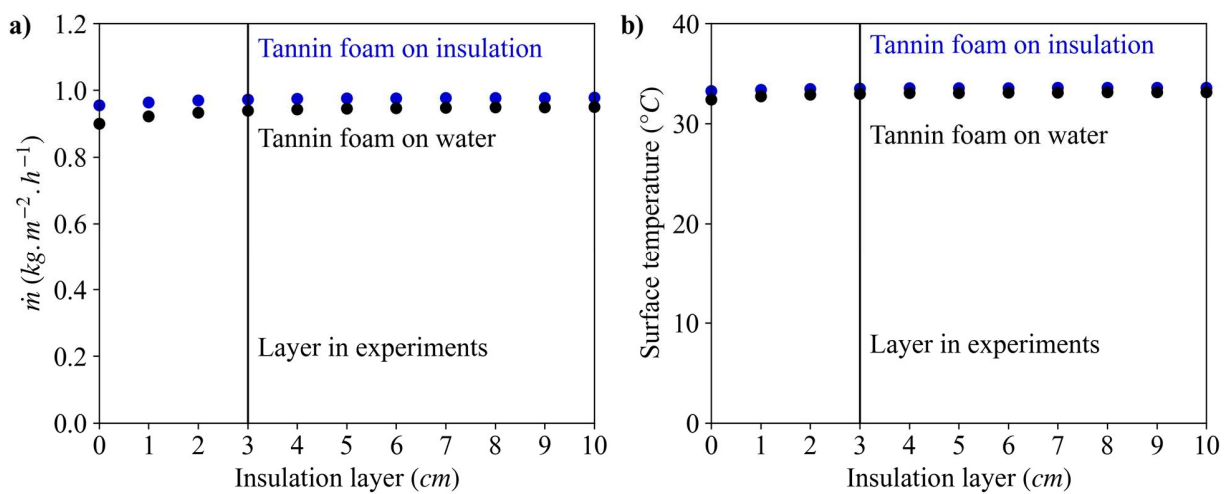 a)
1.2
1.0
0.8
0.6
0.4
0.2
0.0
ṁ (kg.m⁻².h⁻¹)
Tannin foam on insulation
Tannin foam on water
Layer in experiments
0 1 2 3 4 5 6 7 8 9 10
Insulation layer (cm)
b)
40
30
20
10
0
Surface temperature (°C)
Tannin foam on insulation
Tannin foam on water
Layer in experiments
0 1 2 3 4 5 6 7 8 9 10
Insulation layer (cm)